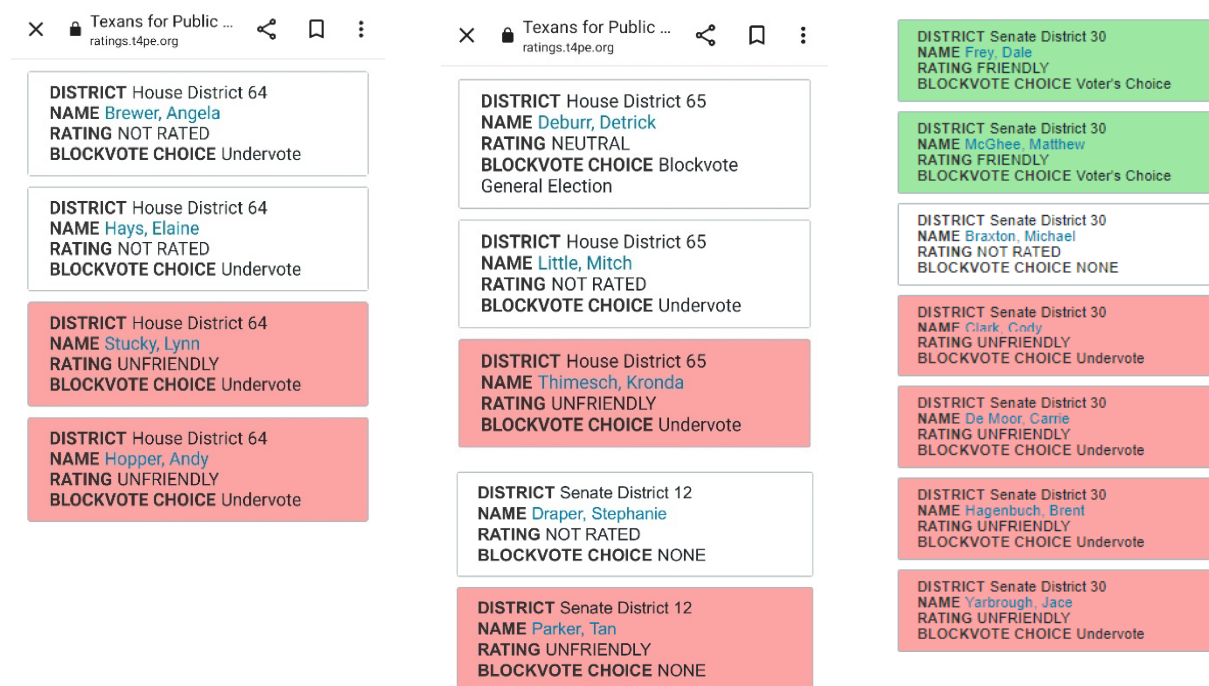 Texans for Public ...
ratings.t4pe.org
DISTRICT House District 64
NAME Brewer, Angela
RATING NOT RATED
BLOCKVOTE CHOICE Undervote
DISTRICT House District 64
NAME Hays, Elaine
RATING NOT RATED
BLOCKVOTE CHOICE Undervote
DISTRICT House District 64
NAME Stucky, Lynn
RATING UNFRIENDLY
BLOCKVOTE CHOICE Undervote
DISTRICT House District 64
NAME Hopper, Andy
RATING UNFRIENDLY
BLOCKVOTE CHOICE Undervote
Texans for Public ...
ratings.t4pe.org
DISTRICT House District 65
NAME Deburr, Detrick
RATING NEUTRAL
BLOCKVOTE CHOICE Blockvote
General Election
DISTRICT House District 65
NAME Little, Mitch
RATING NOT RATED
BLOCKVOTE CHOICE Undervote
DISTRICT House District 65
NAME Thimesch, Kronda
RATING UNFRIENDLY
BLOCKVOTE CHOICE Undervote
DISTRICT Senate District 12
NAME Draper, Stephanie
RATING NOT RATED
BLOCKVOTE CHOICE NONE
DISTRICT Senate District 12
NAME Parker, Tan
RATING UNFRIENDLY
BLOCKVOTE CHOICE NONE
DISTRICT Senate District 30
NAME Frey, Dale
RATING FRIENDLY
BLOCKVOTE CHOICE Voter's Choice
DISTRICT Senate District 30
NAME McGhee, Matthew
RATING FRIENDLY
BLOCKVOTE CHOICE Voter's Choice
DISTRICT Senate District 30
NAME Braxton, Michael
RATING NOT RATED
BLOCKVOTE CHOICE NONE
DISTRICT Senate District 30
NAME Clark, Cody
RATING UNFRIENDLY
BLOCKVOTE CHOICE Undervote
DISTRICT Senate District 30
NAME De Moor, Carrie
RATING UNFRIENDLY
BLOCKVOTE CHOICE Undervote
DISTRICT Senate District 30
NAME Hagenbuch, Brent
RATING UNFRIENDLY
BLOCKVOTE CHOICE Undervote
DISTRICT Senate District 30
NAME Yarbrough, Jace
RATING UNFRIENDLY
BLOCKVOTE CHOICE Undervote